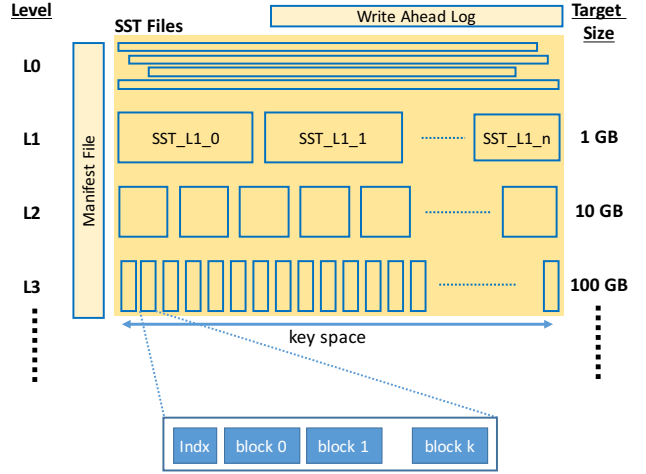 Level
Write Ahead Log
Target
Size
SST Files
L0
Manifest File
L1
SST_L1_0
SST_L1_1
SST_L1_n
1 GB
L2
10 GB
L3
100 GB
key space
Indx
block 0
block 1
block k